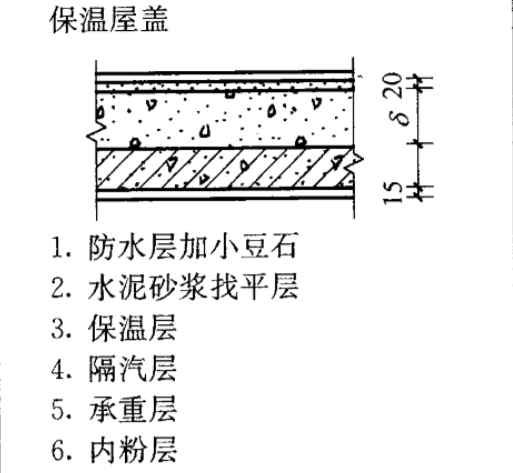 保温屋盖
20
δ
15
1. 防水层加小豆石
2. 水泥砂浆找平层
3. 保温层
4. 隔汽层
5. 承重层
6. 内粉层